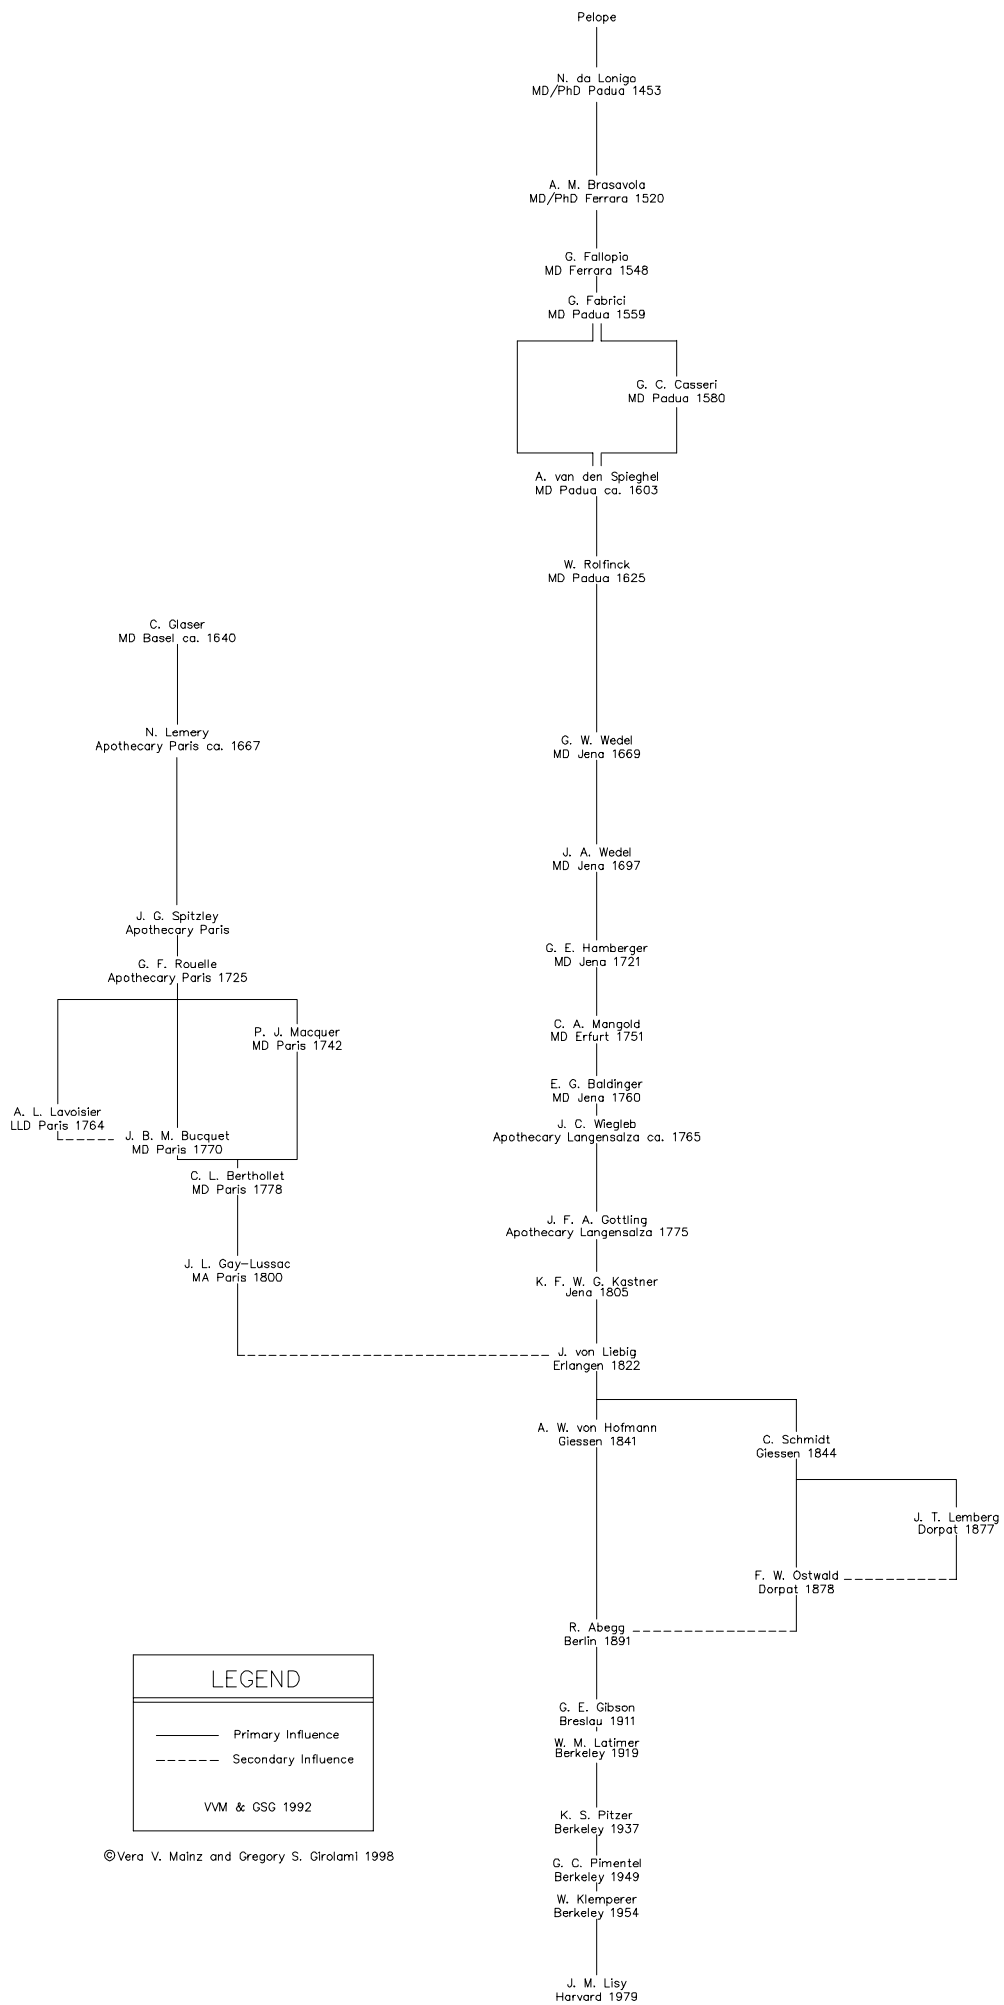 Pelope
N. da Lonigo
MD/PhD Padua 1453
A. M. Brasavola
MD/PhD Ferrara 1520
G. Fallopio
MD Ferrara 1548
G. Fabrici
MD Padua 1559
G. C. Casseri
MD Padua 1580
A. van den Spieghel
MD Padua ca. 1603
W. Rolfinck
MD Padua 1625
C. Glaser
MD Basel ca. 1640
N. Lemery
Apothecary Paris ca. 1667
G. W. Wedel
MD Jena 1669
J. A. Wedel
MD Jena 1697
J. G. Spitzley
Apothecary Paris
G. E. Hamberger
MD Jena 1721
G. F. Rouelle
Apothecary Paris 1725
P. J. Macquer
MD Paris 1742
C. A. Mangold
MD Erfurt 1751
E. G. Baldinger
MD Jena 1760
A. L. Lavoisier
LLD Paris 1764
J. C. Wiegleb
Apothecary Langensalza ca. 1765
J. B. M. Bucquet
MD Paris 1770
C. L. Berthollet
MD Paris 1778
J. F. A. Gottling
Apothecary Langensalza 1775
J. L. Gay-Lussac
MA Paris 1800
K. F. W. G. Kastner
Jena 1805
J. von Liebig
Erlangen 1822
A. W. von Hofmann
Giessen 1841
C. Schmidt
Giessen 1844
J. T. Lemberg
Dorpat 1877
F. W. Ostwald
Dorpat 1878
R. Abegg
Berlin 1891
LEGEND
Primary Influence
Secondary Influence
VVM & GSG 1992
©Vera V. Mainz and Gregory S. Girolami 1998
G. E. Gibson
Breslau 1911
W. M. Latimer
Berkeley 1919
K. S. Pitzer
Berkeley 1937
G. C. Pimentel
Berkeley 1949
W. Klemperer
Berkeley 1954
J. M. Lisy
Harvard 1979